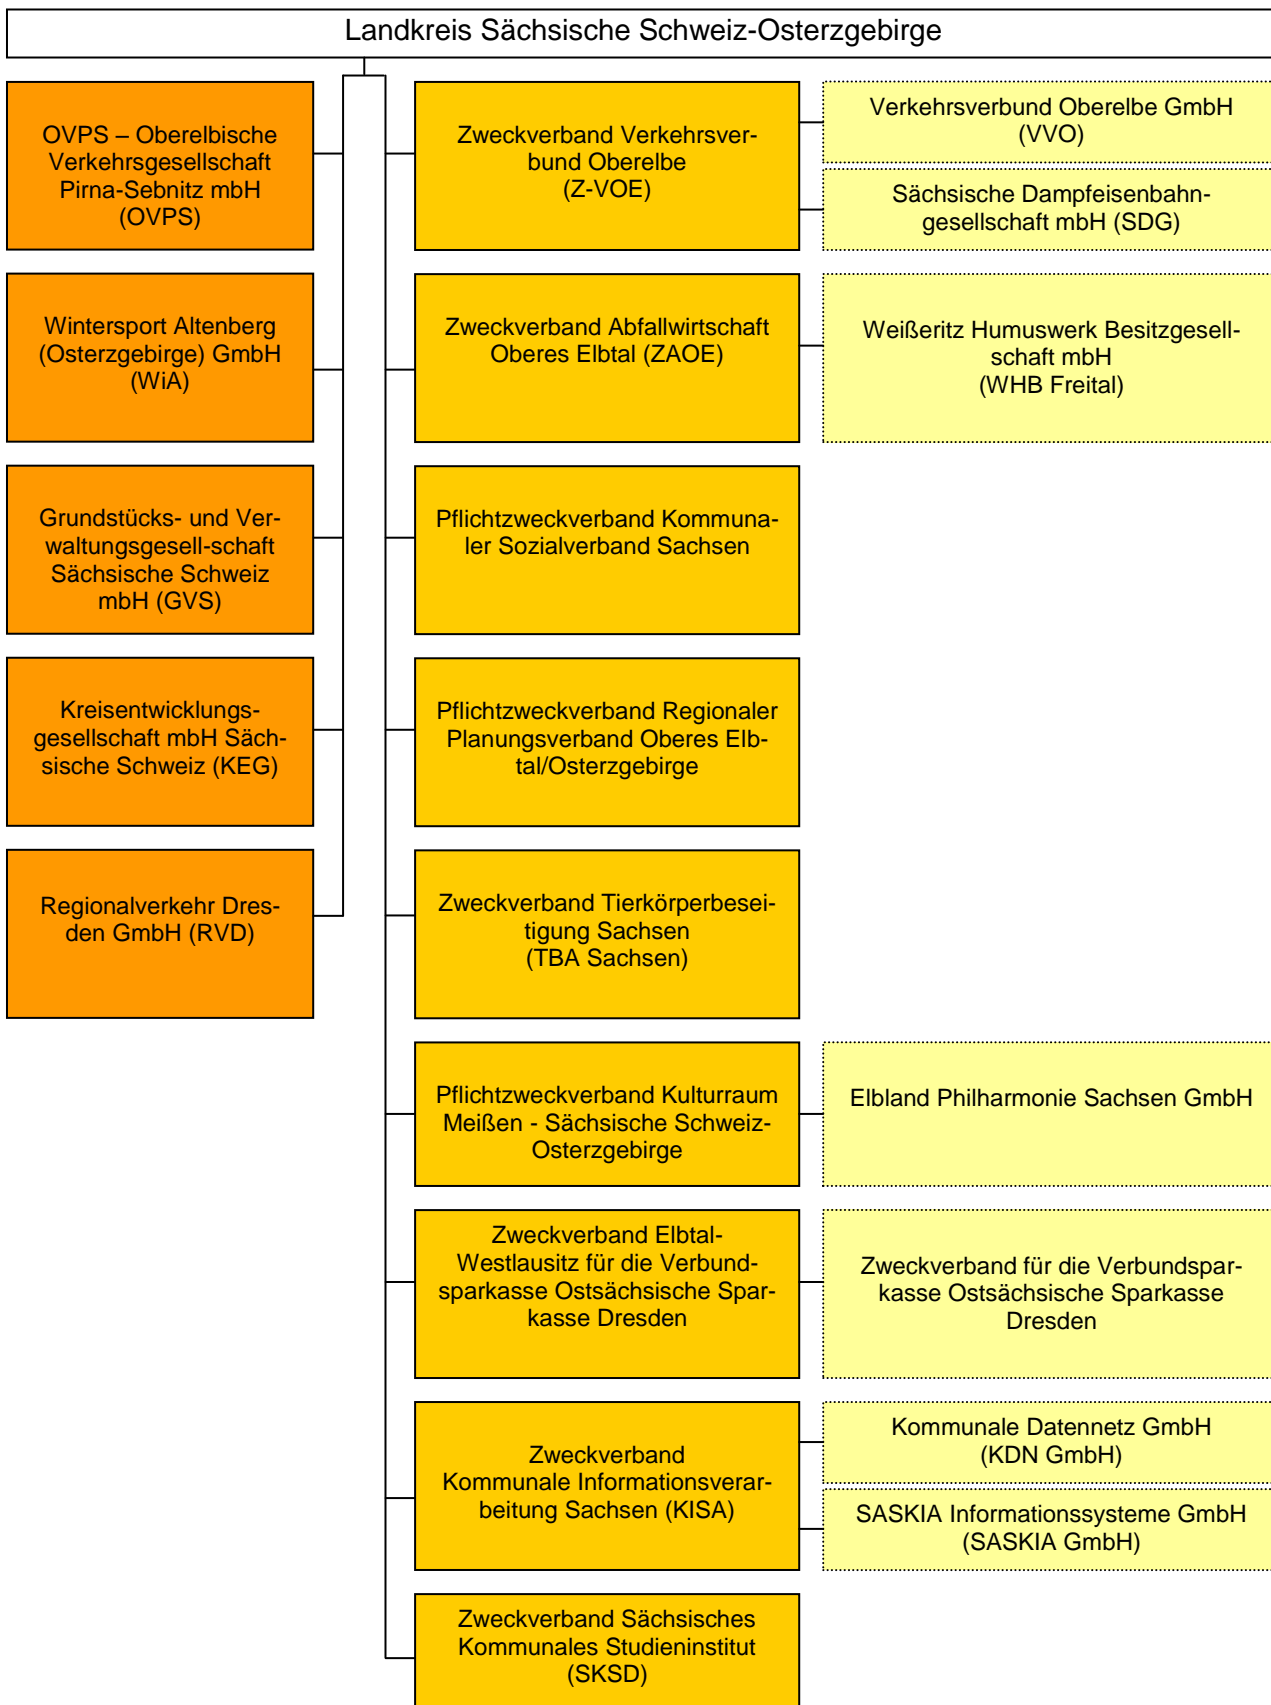 Landkreis Sächsische Schweiz-Osterzgebirge
OVPS – Oberelbische
Verkehrsgesellschaft
Pirna-Sebnitz mbH
(OVPS)
Zweckverband Verkehrsver-
bund Oberelbe
(Z-VOE)
Verkehrsverbund Oberelbe GmbH
(VVO)
Sächsische Dampfeisenbahn-
gesellschaft mbH (SDG)
Wintersport Altenberg
(Osterzgebirge) GmbH
(WiA)
Zweckverband Abfallwirtschaft
Oberes Elbtal (ZAOE)
Weißeritz Humuswerk Besitzgesell-
schaft mbH
(WHB Freital)
Grundstücks- und Ver-
waltungsgesell-schaft
Sächsische Schweiz
mbH (GVS)
Pflichtzweckverband Kommuna-
ler Sozialverband Sachsen
Kreisentwicklungs-
gesellschaft mbH Säch-
sische Schweiz (KEG)
Pflichtzweckverband Regionaler
Planungsverband Oberes Elb-
tal/Osterzgebirge
Regionalverkehr Dres-
den GmbH (RVD)
Zweckverband Tierkörperbesei-
tigung Sachsen
(TBA Sachsen)
Pflichtzweckverband Kulturraum
Meißen - Sächsische Schweiz-
Osterzgebirge
Elbland Philharmonie Sachsen GmbH
Zweckverband Elbtal-
Westlausitz für die Verbund-
sparkasse Ostsächsische Spar-
kasse Dresden
Zweckverband für die Verbundspar-
kasse Ostsächsische Sparkasse
Dresden
Zweckverband
Kommunale Informationsverar-
beitung Sachsen (KISA)
Kommunale Datennetz GmbH
(KDN GmbH)
SASKIA Informationssysteme GmbH
(SASKIA GmbH)
Zweckverband Sächsisches
Kommunales Studieninstitut
(SKSD)